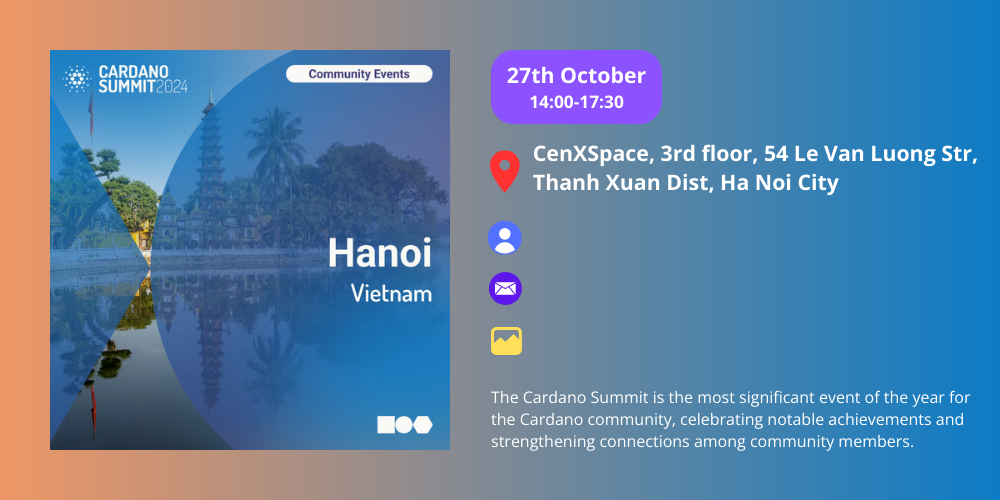 CARDANO
SUMMIT2024
Community Events
Hanoi
Vietnam
27th October
14:00-17:30
CenXSpace, 3rd floor, 54 Le Van Luong Str,
Thanh Xuan Dist, Ha Noi City
The Cardano Summit is the most significant event of the year for
the Cardano community, celebrating notable achievements and
strengthening connections among community members.